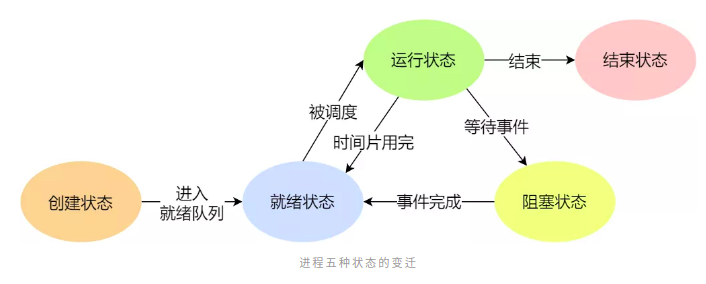 运行状态
结束
结束状态
被调度
时间片用完
等待事件
创建状态
进入
就绪队列
就绪状态
事件完成
阻塞状态
进程五种状态的变迁